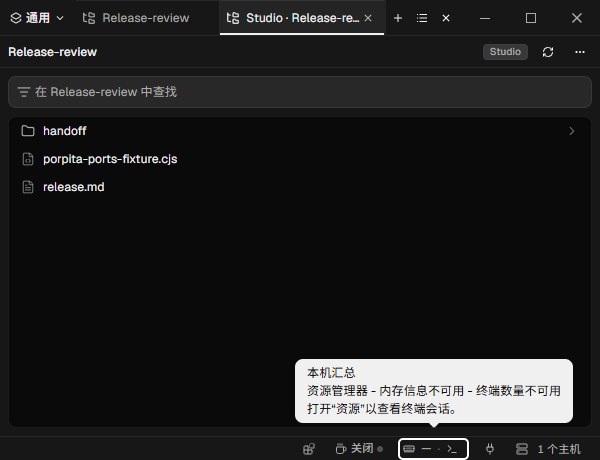 通用
Release-review
Studio · Release-re...
Release-review
Studio
在 Release-review 中查找
handoff
porpita-ports-fixture.cjs
release.md
本机汇总
资源管理器 - 内存信息不可用 - 终端数量不可用
打开“资源”以查看终端会话。
关闭
— ·
1 个主机